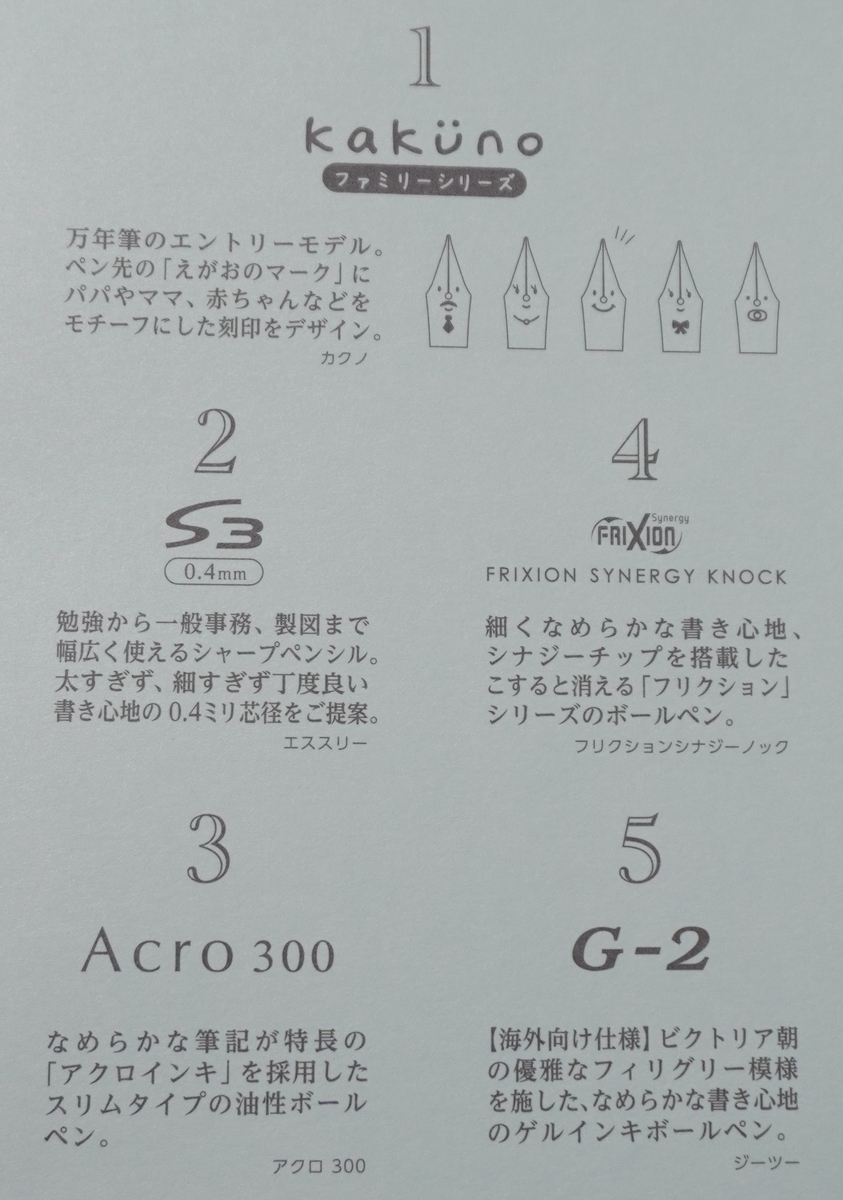 1
kaküno
ファミリーシリーズ
万年筆のエントリーモデル。
ペン先の「えがおのマーク」に
パパやママ、赤ちゃんなどを
モチーフにした刻印をデザイン。
カクノ
2
S3
0.4mm
勉強から一般事務、製図まで
幅広く使えるシャープペンシル。
太すぎず、細すぎず丁度良い
書き心地の0.4ミリ芯径をご提案。
エススリー
3
Acro 300
なめらかな筆記が特長の
「アクロインキ」を採用した
スリムタイプの油性ボール
ペン。
アクロ 300
4
Synergy
FRIXION
FRIXION SYNERGY KNOCK
細くなめらかな書き心地、
シナジーチップを搭載した
こすると消える「フリクション」
シリーズのボールペン。
フリクションシナジーノック
5
G-2
【海外向け仕様】ビクトリア朝
の優雅なフィリグリー模様
を施した、なめらかな書き心地
のゲルインキボールペン。
ジーツー